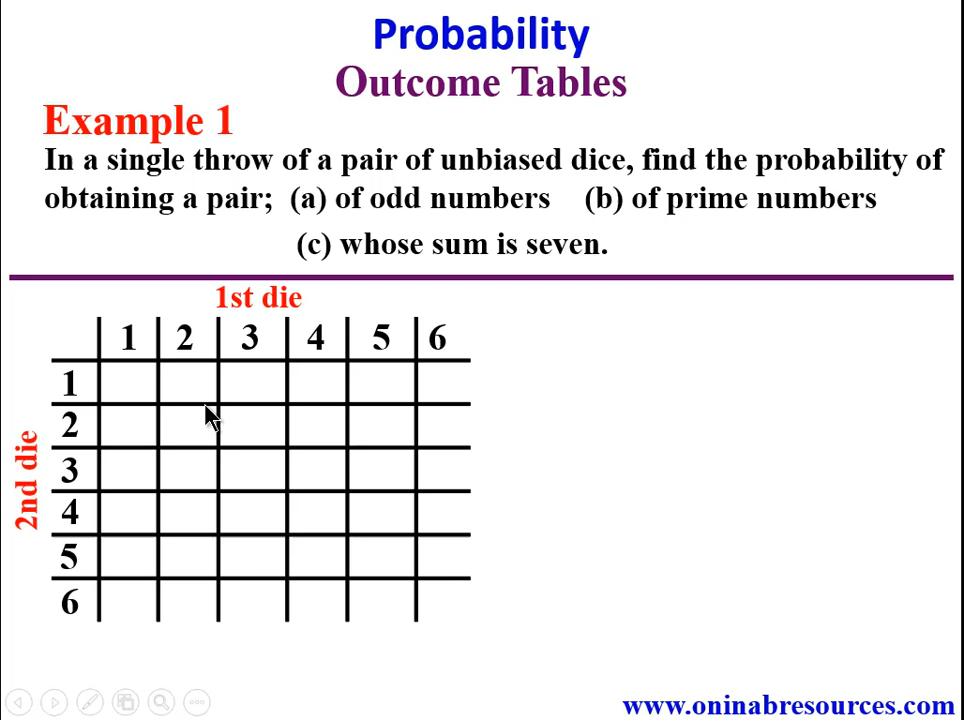 Probability
Outcome Tables
Example 1
In a single throw of a pair of unbiased dice, find the probability of
obtaining a pair; (a) of odd numbers (b) of prime numbers
(c) whose sum is seven.
1st die
1 2 3 4 5 6
2nd die
1
2
3
4
5
6
www.oninabresources.com